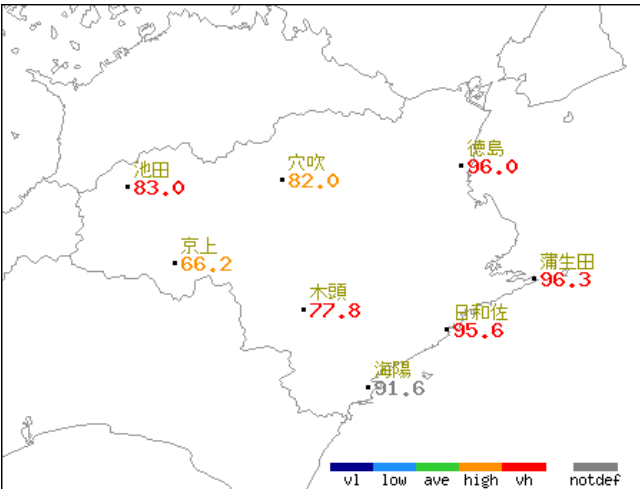 徳島
96.0
穴吹
82.0
池田
83.0
京上
66.2
蒲生田
96.3
木頭
77.8
日和佐
95.6
海陽
91.6
vl low ave high vh notdef